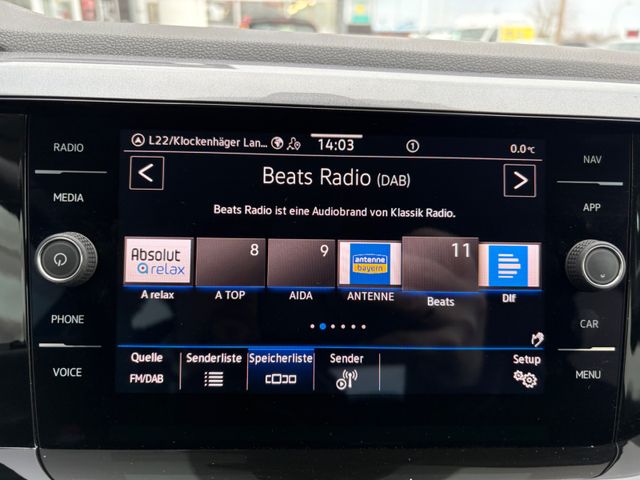 RADIO
MEDIA
PHONE
VOICE
L22/Klockenhäger Lan...
14:03
1
0.0°C
Beats Radio (DAB)
Beats Radio ist eine Audiobrand von Klassik Radio.
Absolut
relax
8
9
antenne
bayern
11
A relax
A TOP
AIDA
ANTENNE
Beats
Dlf
Quelle
FM/DAB
Senderliste
Speicherliste
Sender
Setup
NAV
APP
CAR
MENU